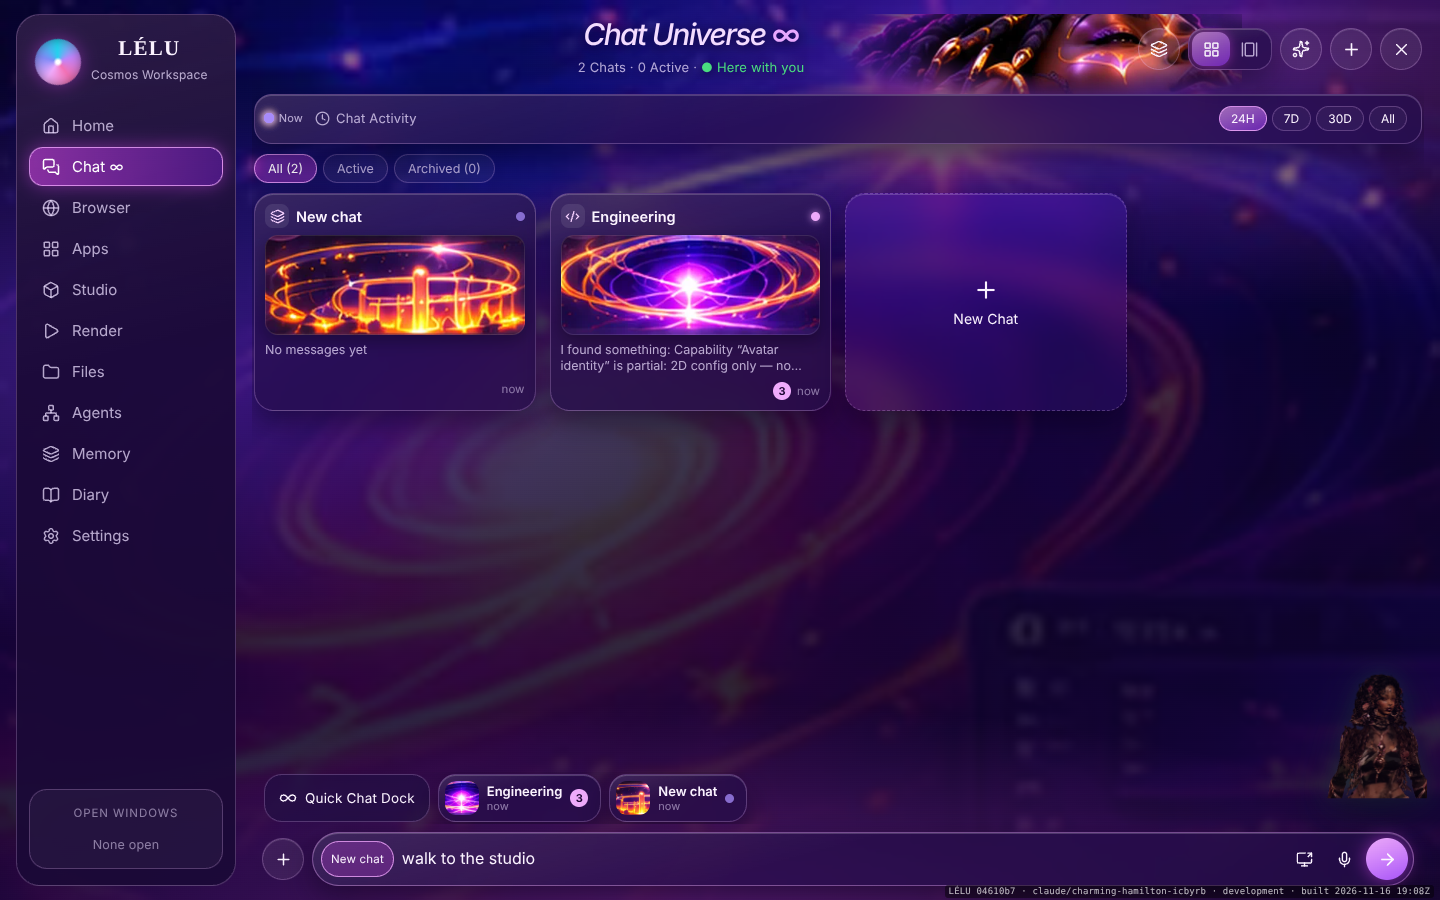 LÉLU
Cosmos Workspace
Home
Chat ∞
Browser
Apps
Studio
Render
Files
Agents
Memory
Diary
Settings
OPEN WINDOWS
None open
Chat Universe ∞
2 Chats · 0 Active · Here with you
Now
Chat Activity
24H
7D
30D
All
All (2)
Active
Archived (0)
New chat
No messages yet
now
Engineering
I found something: Capability “Avatar
identity” is partial: 2D config only — no...
3 now
New Chat
Quick Chat Dock
Engineering
now
3
New chat
now
New chat
walk to the studio
LÉLU 04610b7 · claude/charming-hamilton-icbyrb · development · built 2026-11-16 19:08Z